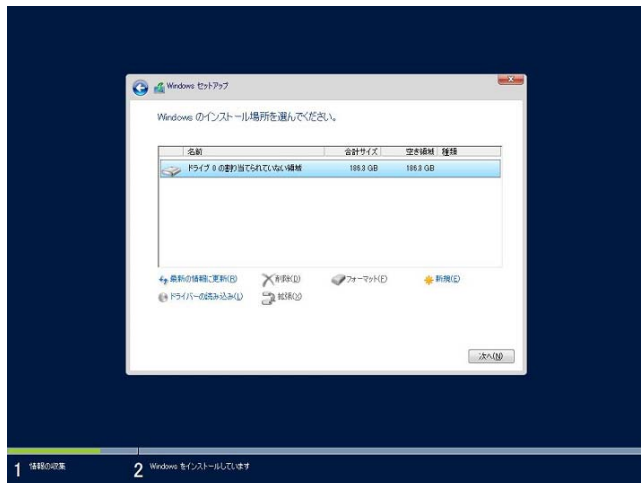 Windows セットアップ
Windows のインストール場所を選んでください。
名前 合計サイズ 空き領域 種類
ドライブ 0 の割り当てられていない領域 186.3 GB 186.3 GB
最新の情報に更新(R) 削除(D) フォーマット(F) 新規(E)
ドライバーの読み込み(L) 拡張(X)
次へ(N)
1 情報の収集 2 Windows をインストールしています